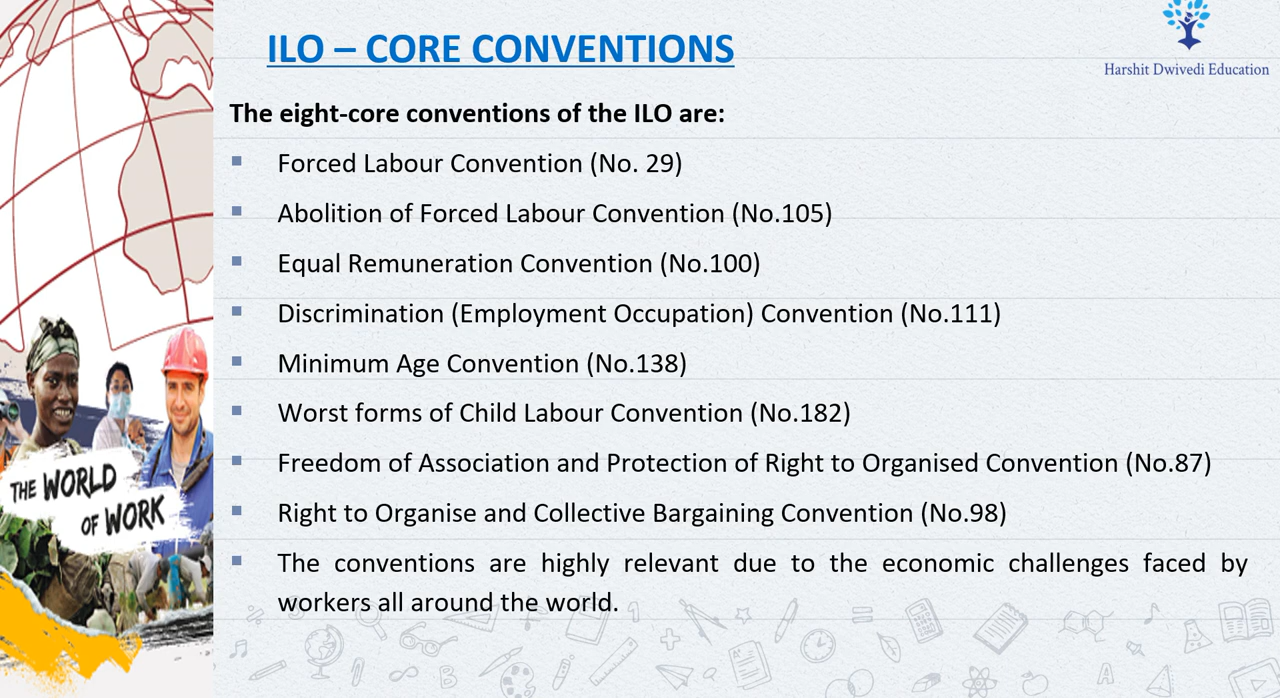 ILO – CORE CONVENTIONS
Harshit Dwivedi Education
The eight-core conventions of the ILO are:
▪ Forced Labour Convention (No. 29)
▪ Abolition of Forced Labour Convention (No.105)
▪ Equal Remuneration Convention (No.100)
▪ Discrimination (Employment Occupation) Convention (No.111)
▪ Minimum Age Convention (No.138)
▪ Worst forms of Child Labour Convention (No.182)
▪ Freedom of Association and Protection of Right to Organised Convention (No.87)
▪ Right to Organise and Collective Bargaining Convention (No.98)
▪ The conventions are highly relevant due to the economic challenges faced by
workers all around the world.
THE WORLD
OF WORK